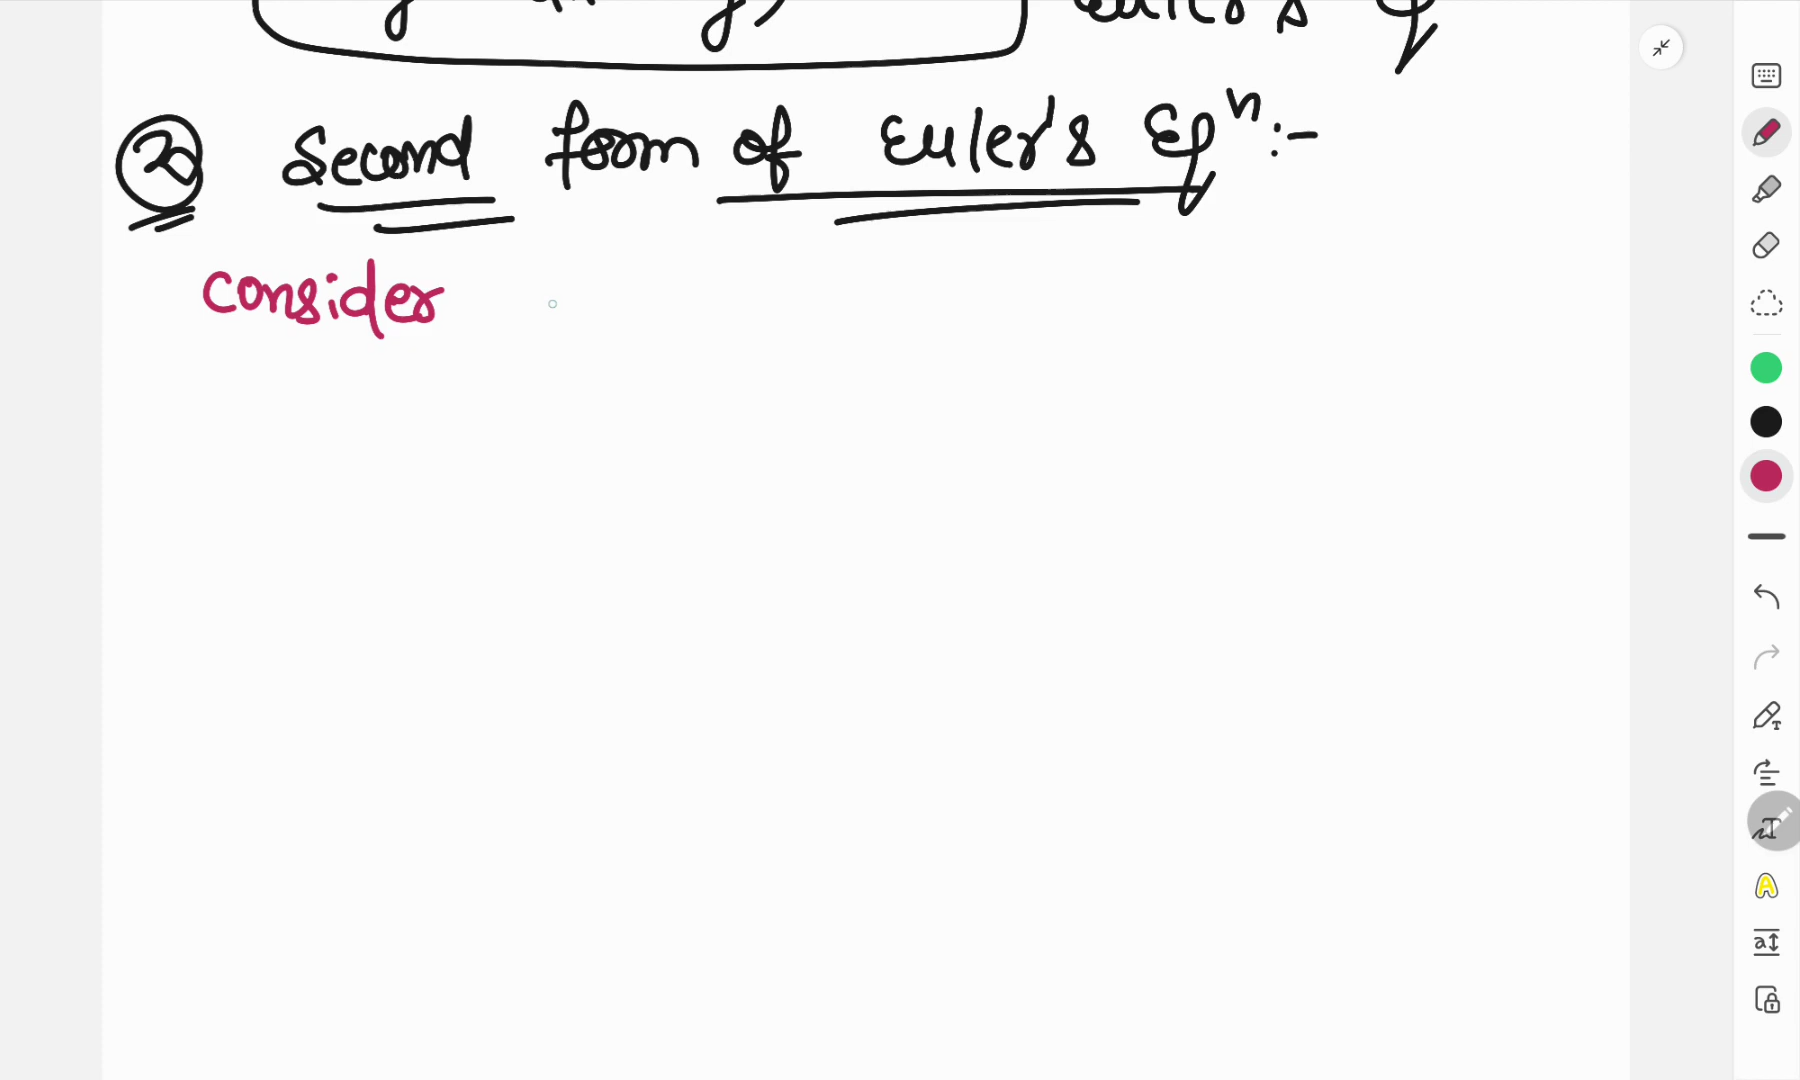 ② Second form of Euler's Eqⁿ :-
Consider